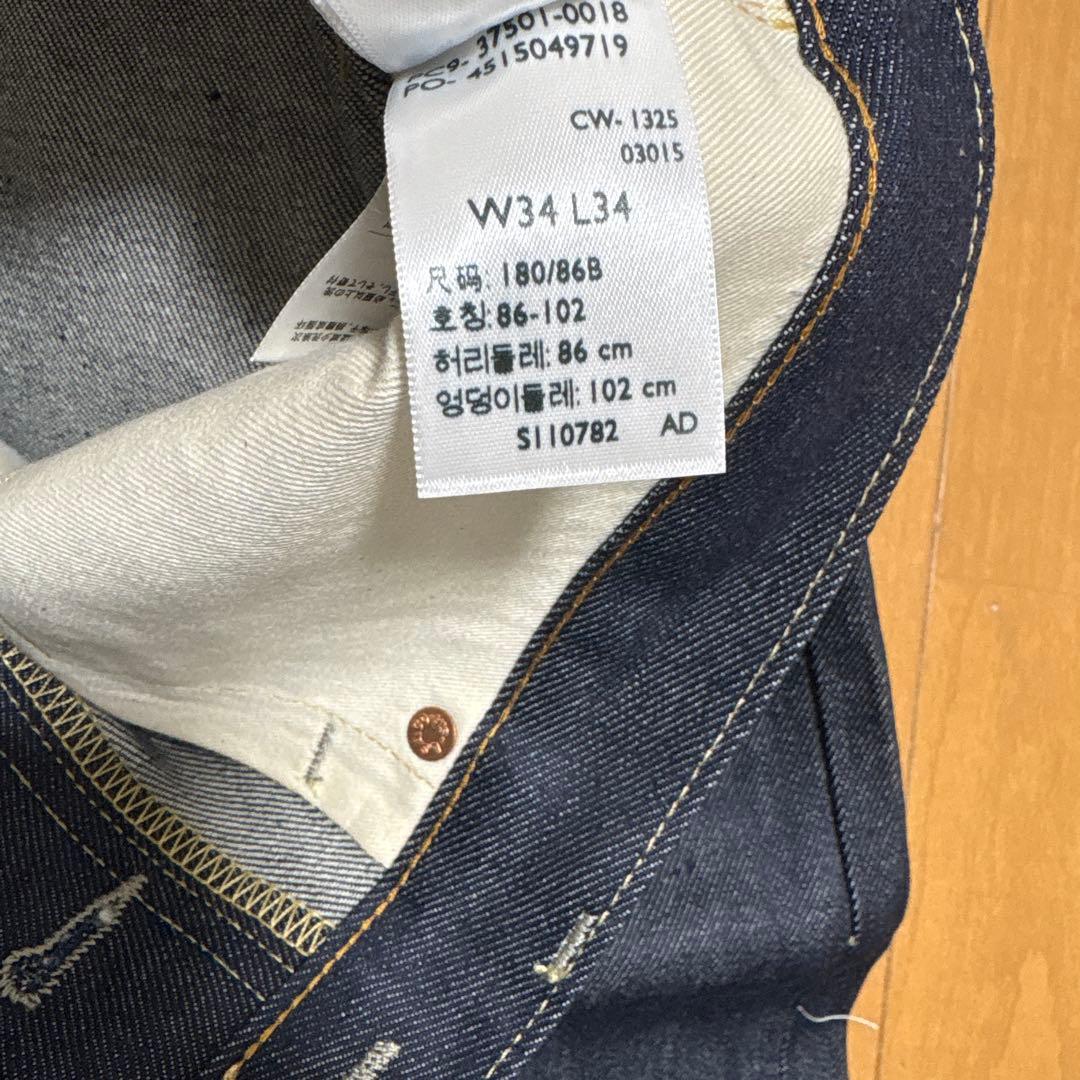 PC9- 37501-0018
PO- 4515049719
CW- 1325
03015
W34 L34
尺码: 180/86B
호칭: 86-102
허리둘레: 86 cm
엉덩이둘레: 102 cm
S110782 AD